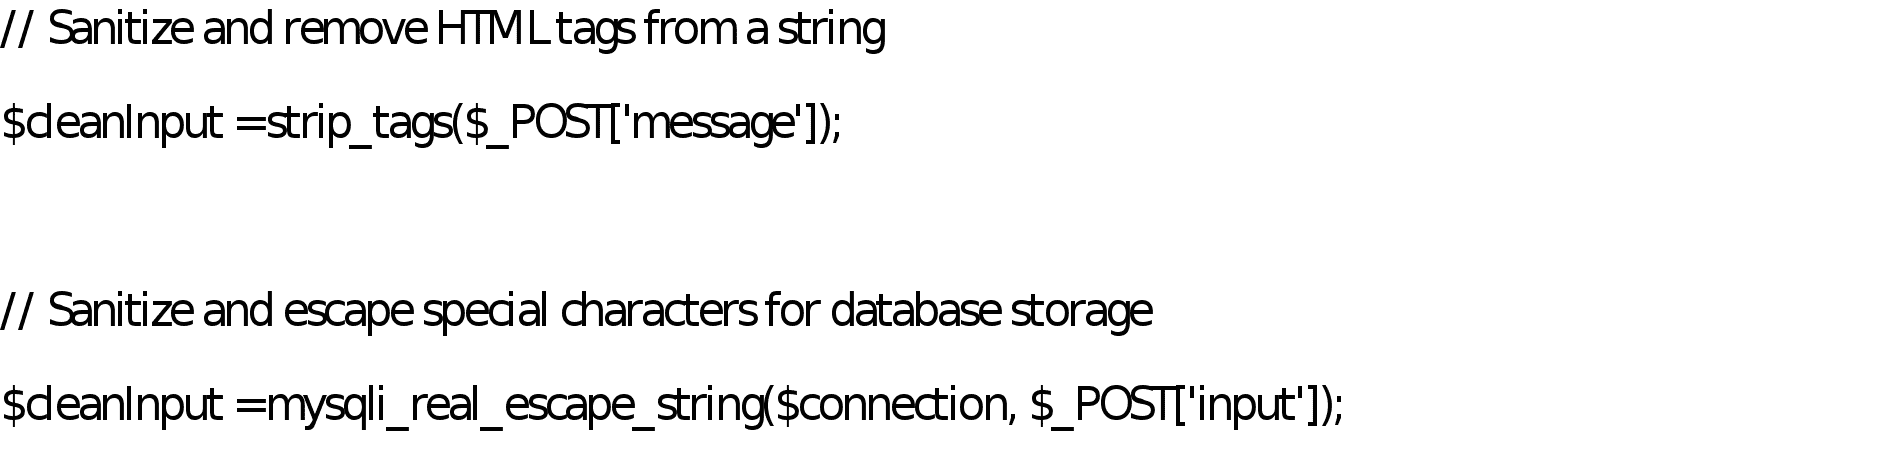 // Sanitize and remove HTML tags from a string
$cleanInput = strip_tags($_POST['message']);
// Sanitize and escape special characters for database storage
$cleanInput = mysqli_real_escape_string($connection, $_POST['input']);